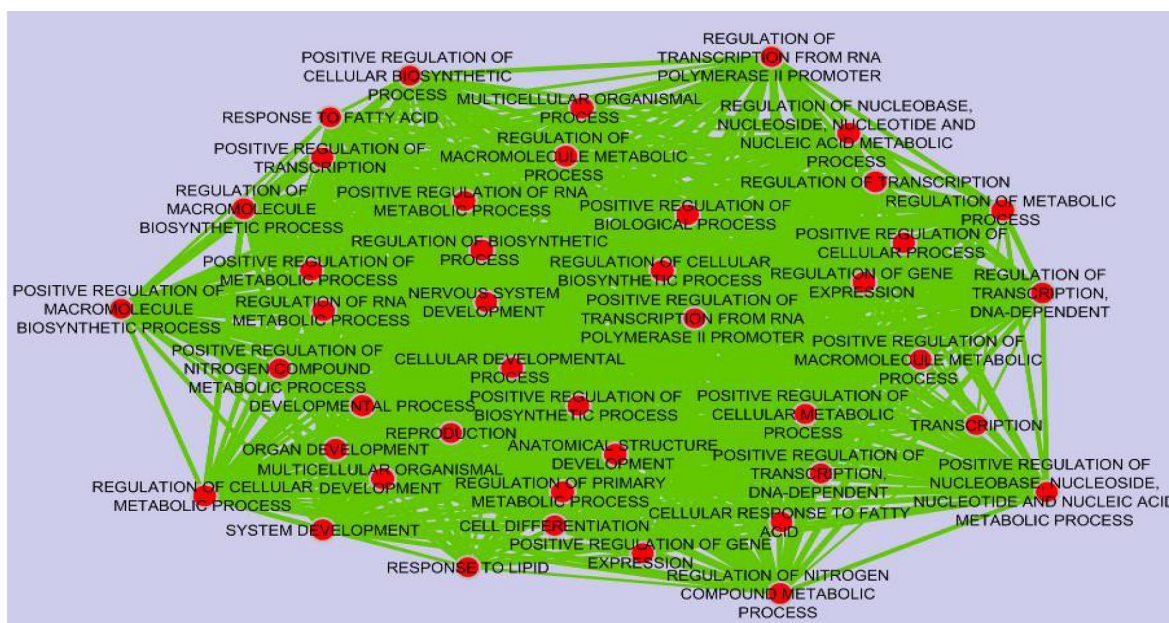 POSITIVE REGULATION OF
CELLULAR BIOSYNTHETIC
PROCESS
REGULATION OF
TRANSCRIPTION FROM RNA
POLYMERASE II PROMOTER
MULTICELLULAR ORGANISMAL
PROCESS
RESPONSE TO FATTY ACID
REGULATION OF NUCLEOBASE,
NUCLEOSIDE, NUCLEOTIDE AND
NUCLEIC ACID METABOLIC
PROCESS
POSITIVE REGULATION OF
TRANSCRIPTION
REGULATION OF
MACROMOLECULE METABOLIC
PROCESS
REGULATION OF TRANSCRIPTION
REGULATION OF
MACROMOLECULE
BIOSYNTHETIC PROCESS
POSITIVE REGULATION OF RNA
METABOLIC PROCESS
POSITIVE REGULATION OF
BIOLOGICAL PROCESS
REGULATION OF METABOLIC
PROCESS
REGULATION OF BIOSYNTHETIC
PROCESS
POSITIVE REGULATION OF
CELLULAR PROCESS
POSITIVE REGULATION OF
METABOLIC PROCESS
REGULATION OF CELLULAR
BIOSYNTHETIC PROCESS
REGULATION OF GENE
EXPRESSION
REGULATION OF
TRANSCRIPTION,
DNA-DEPENDENT
POSITIVE REGULATION OF
MACROMOLECULE
BIOSYNTHETIC PROCESS
REGULATION OF RNA
METABOLIC PROCESS
NERVOUS SYSTEM
DEVELOPMENT
POSITIVE REGULATION OF
TRANSCRIPTION FROM RNA
POLYMERASE II PROMOTER
POSITIVE REGULATION OF
NITROGEN COMPOUND
METABOLIC PROCESS
CELLULAR DEVELOPMENTAL
PROCESS
POSITIVE REGULATION OF
MACROMOLECULE METABOLIC
PROCESS
DEVELOPMENTAL PROCESS
POSITIVE REGULATION OF
BIOSYNTHETIC PROCESS
POSITIVE REGULATION OF
CELLULAR METABOLIC
PROCESS
TRANSCRIPTION
REPRODUCTION
ORGAN DEVELOPMENT
ANATOMICAL STRUCTURE
DEVELOPMENT
POSITIVE REGULATION OF
TRANSCRIPTION,
DNA-DEPENDENT
MULTICELLULAR ORGANISMAL
DEVELOPMENT
REGULATION OF PRIMARY
METABOLIC PROCESS
POSITIVE REGULATION OF
NUCLEOBASE, NUCLEOSIDE,
NUCLEOTIDE AND NUCLEIC ACID
METABOLIC PROCESS
REGULATION OF CELLULAR
METABOLIC PROCESS
CELLULAR RESPONSE TO FATTY
ACID
SYSTEM DEVELOPMENT
CELL DIFFERENTIATION
POSITIVE REGULATION OF GENE
EXPRESSION
RESPONSE TO LIPID
REGULATION OF NITROGEN
COMPOUND METABOLIC
PROCESS